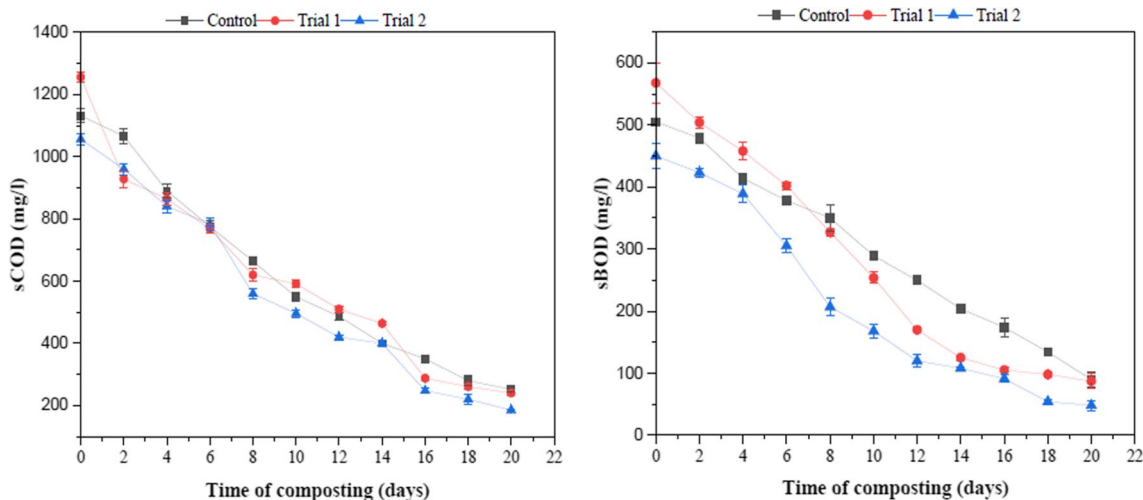 Control Trial 1 Trial 2
1400
1200
1000
800
600
400
200
sCOD (mg/l)
0 2 4 6 8 10 12 14 16 18 20 22
Time of composting (days)
Control Trial 1 Trial 2
600
500
400
300
200
100
0
sBOD (mg/l)
0 2 4 6 8 10 12 14 16 18 20 22
Time of composting (days)